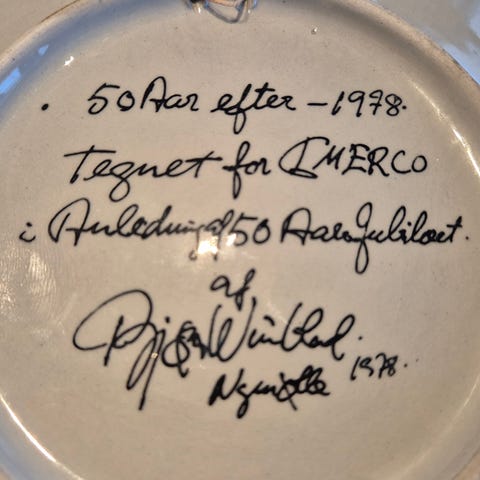 50 Aar efter - 1978.
Tegnet for IMERCO
i Anledning af 50 Aars Jubilæet.
af
Bjørn Wiinblad.
Nymølle 1978.